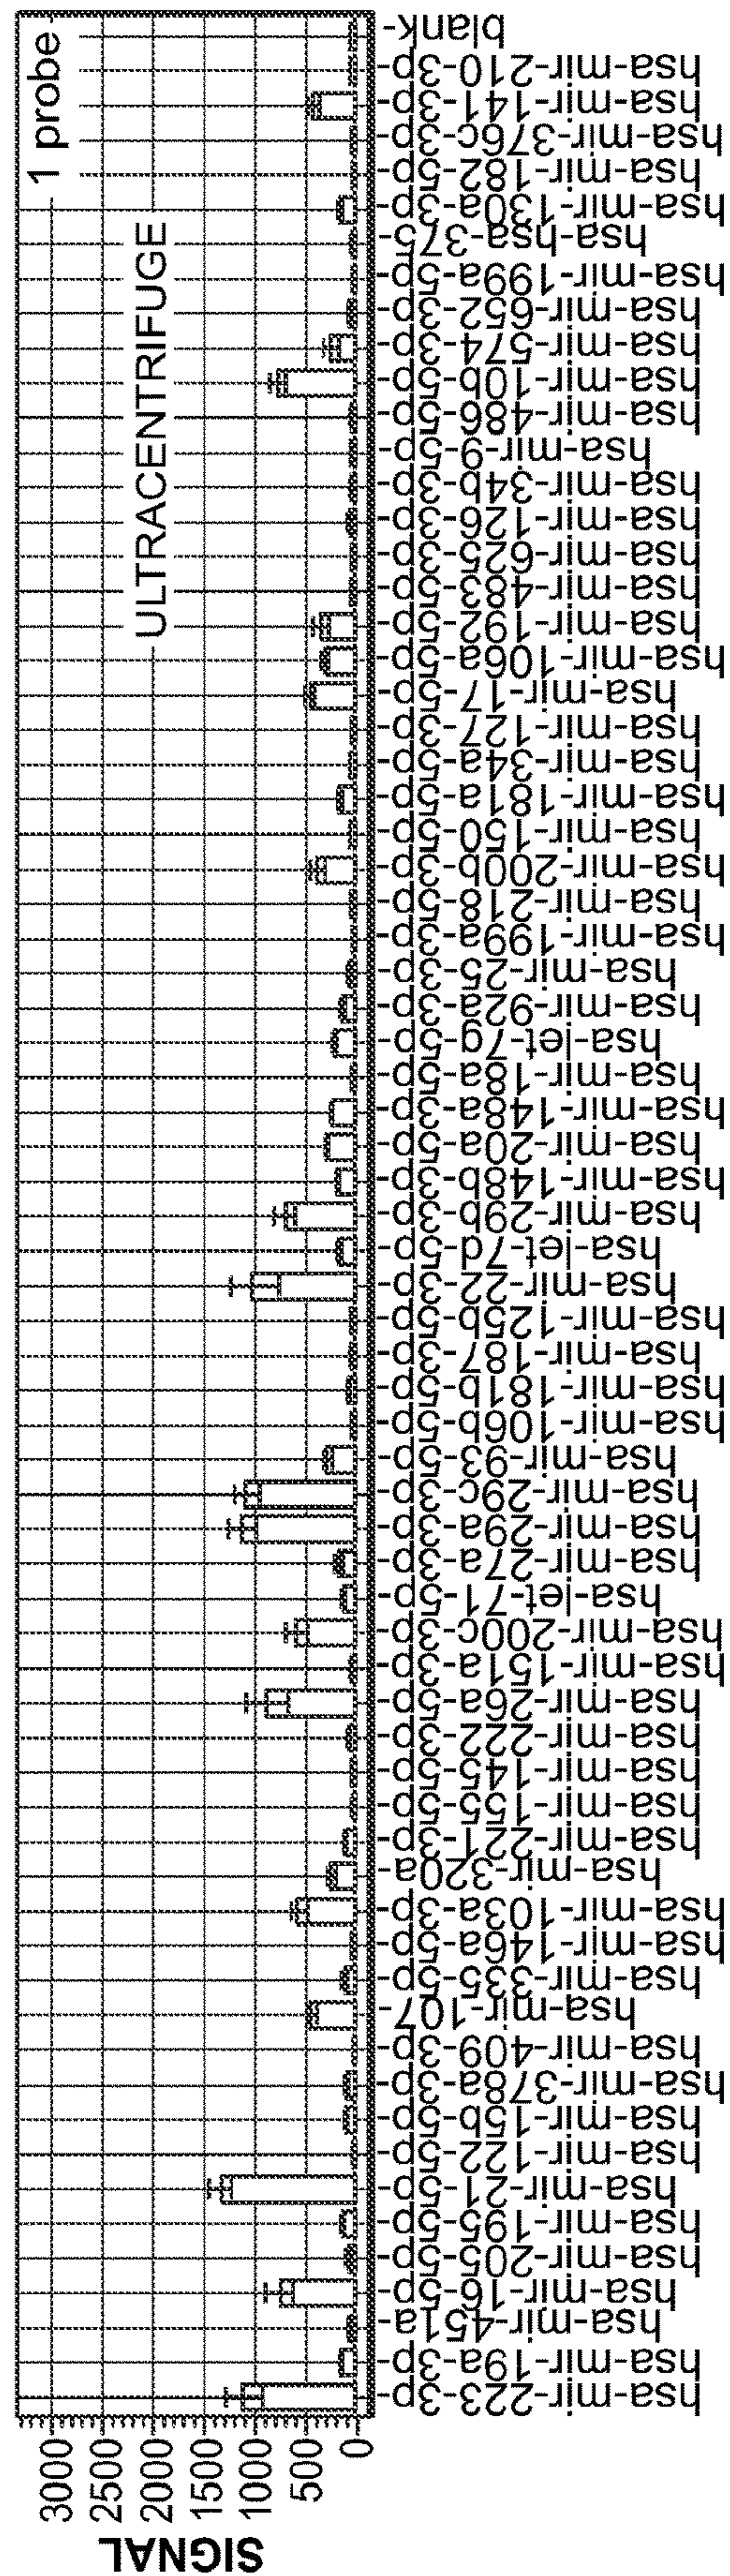 1 probe
ULTRACENTRIFUGE
SIGNAL
3000
2500
2000
1500
1000
500
0
blank
hsa-mir-210-3p
hsa-mir-141-3p
hsa-mir-376c-3p
hsa-mir-182-5p
hsa-mir-130a-3p
hsa-hsa-375
hsa-mir-199a-5p
hsa-mir-652-3p
hsa-mir-574-3p
hsa-mir-10b-5p
hsa-mir-486-5p
hsa-mir-9-5p
hsa-mir-34b-3p
hsa-mir-126-3p
hsa-mir-625-3p
hsa-mir-483-5p
hsa-mir-192-5p
hsa-mir-106a-5p
hsa-mir-17-5p
hsa-mir-127-3p
hsa-mir-34a-5p
hsa-mir-181a-5p
hsa-mir-150-5p
hsa-mir-200b-3p
hsa-mir-218-5p
hsa-mir-199a-3p
hsa-mir-25-3p
hsa-mir-92a-3p
hsa-let-7g-5p
hsa-mir-18a-5p
hsa-mir-148a-3p
hsa-mir-20a-5p
hsa-mir-148b-3p
hsa-mir-29b-3p
hsa-let-7d-5p
hsa-mir-22-3p
hsa-mir-125b-5p
hsa-mir-187-3p
hsa-mir-181b-5p
hsa-mir-106b-5p
hsa-mir-93-5p
hsa-mir-29c-3p
hsa-mir-29a-3p
hsa-mir-27a-3p
hsa-let-71-5p
hsa-mir-200c-3p
hsa-mir-151a-3p
hsa-mir-26a-5p
hsa-mir-222-3p
hsa-mir-145-5p
hsa-mir-155-5p
hsa-mir-221-3p
hsa-mir-320a
hsa-mir-103a-3p
hsa-mir-146a-5p
hsa-mir-335-5p
hsa-mir-107
hsa-mir-409-3p
hsa-mir-378a-3p
hsa-mir-15b-5p
hsa-mir-122-5p
hsa-mir-21-5p
hsa-mir-195-5p
hsa-mir-205-5p
hsa-mir-16-5p
hsa-mir-451a
hsa-mir-19a-3p
hsa-mir-223-3p